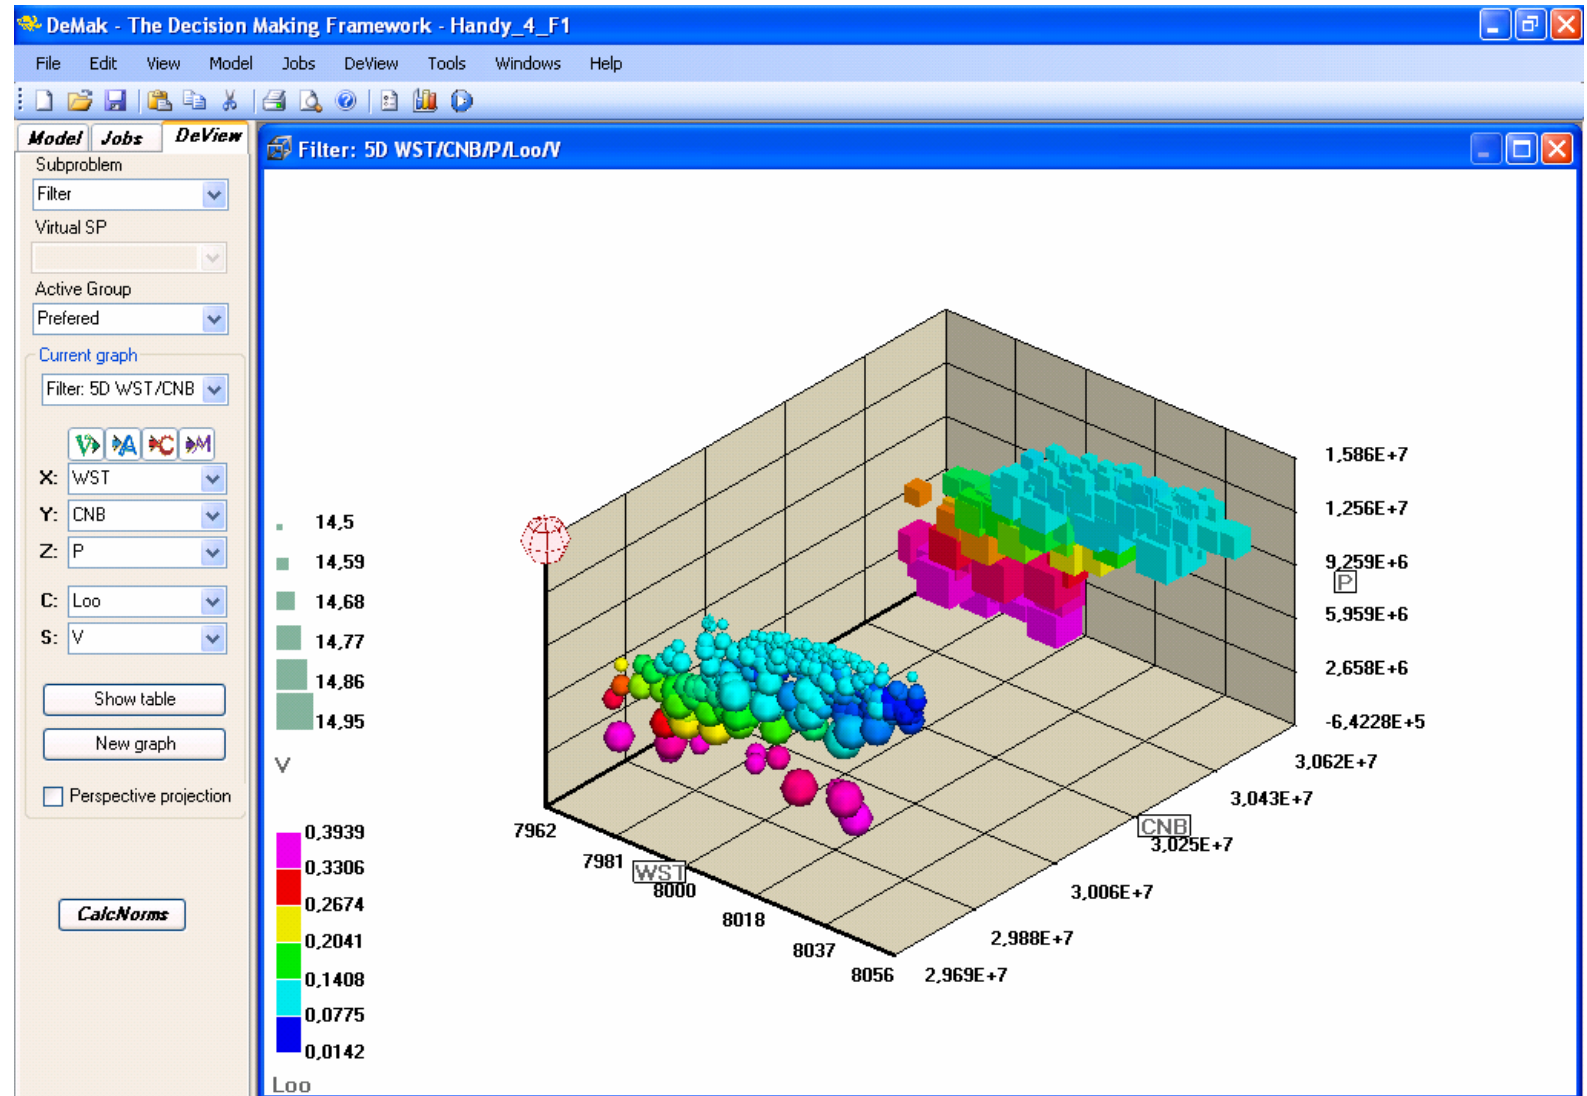 DeMak - The Decision Making Framework - Handy_4_F1
File Edit View Model Jobs DeView Tools Windows Help
Model Jobs DeView
Subproblem
Filter
Virtual SP
Active Group
Prefered
Current graph
Filter: 5D WST/CNB
V A C M
X: WST
Y: CNB
Z: P
C: Loo
S: V
Show table
New graph
Perspective projection
CalcNorms
Filter: 5D WST/CNB/P/Loo/V
14,5
14,59
14,68
14,77
14,86
14,95
V
0,3939
0,3306
0,2674
0,2041
0,1408
0,0775
0,0142
Loo
7962
7981
WST
8000
8018
8037
8056
2,969E+7
2,988E+7
3,006E+7
CNB
3,025E+7
3,043E+7
3,062E+7
1,586E+7
1,256E+7
9,259E+6
P
5,959E+6
2,658E+6
-6,4228E+5